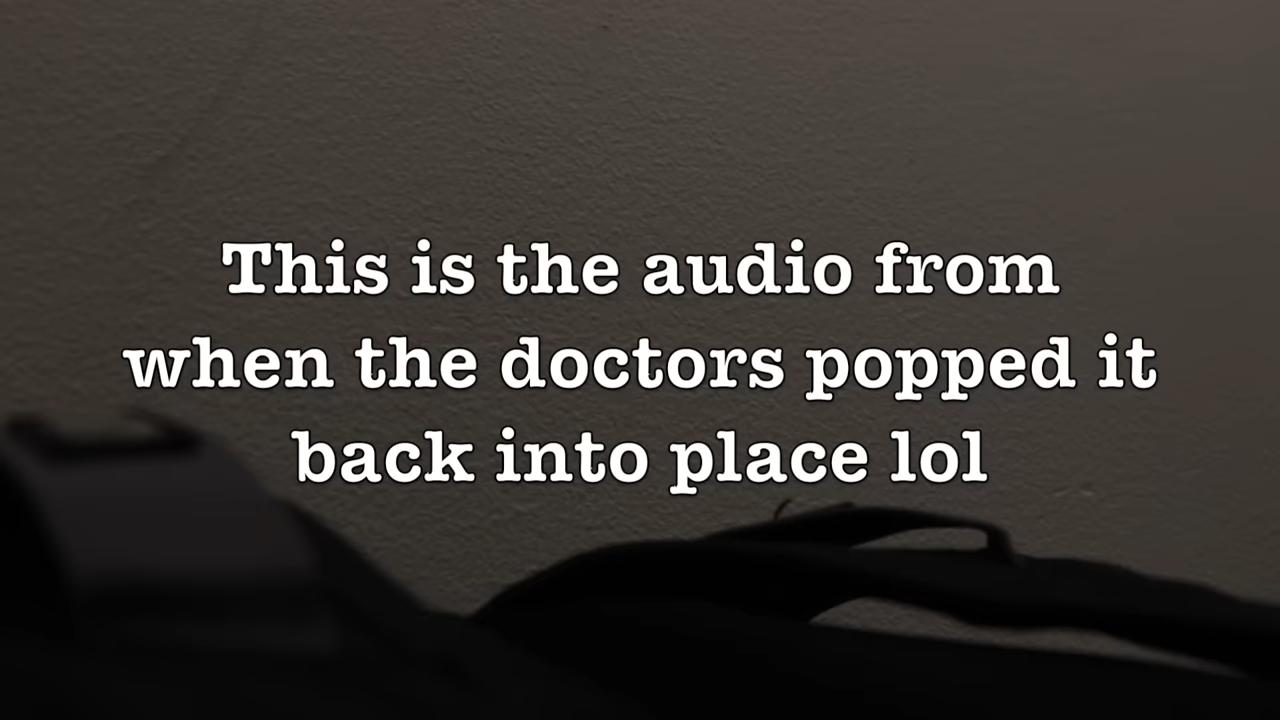 This is the audio from
when the doctors popped it
back into place lol